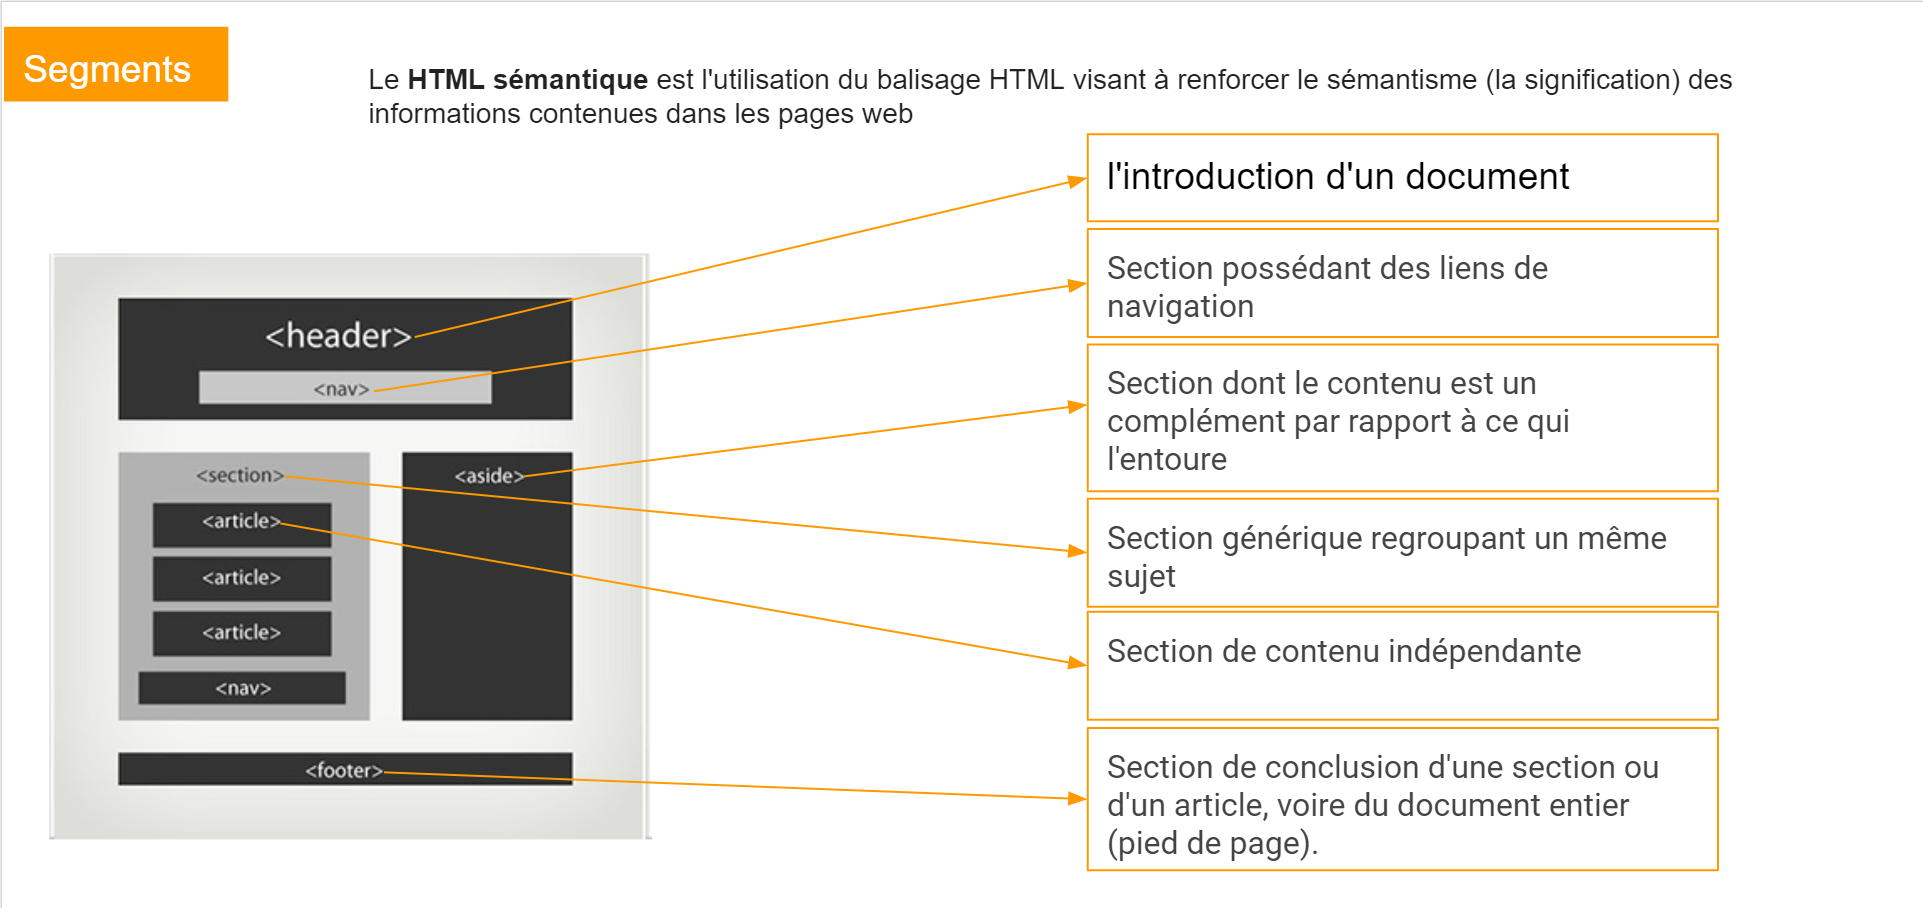 Segments
Le HTML sémantique est l'utilisation du balisage HTML visant à renforcer le sémantisme (la signification) des
informations contenues dans les pages web
<header>
<nav>
<section>
<article>
<article>
<article>
<nav>
<aside>
<footer>
l'introduction d'un document
Section possédant des liens de
navigation
Section dont le contenu est un
complément par rapport à ce qui
l'entoure
Section générique regroupant un même
sujet
Section de contenu indépendante
Section de conclusion d'une section ou
d'un article, voire du document entier
(pied de page).